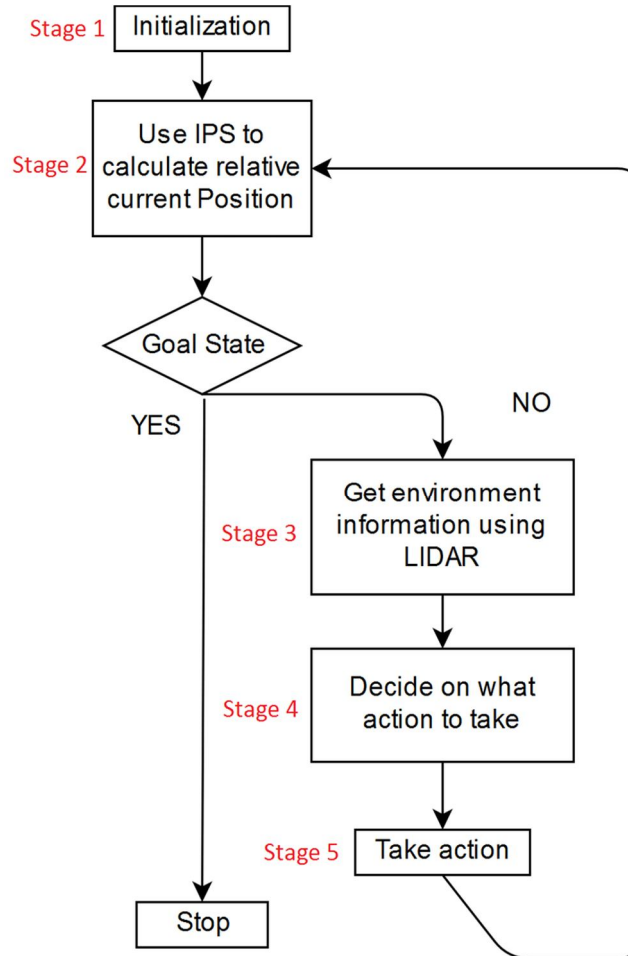 Stage 1
Initialization
Stage 2
Use IPS to
calculate relative
current Position
Goal State
YES
NO
Stage 3
Get environment
information using
LIDAR
Stage 4
Decide on what
action to take
Stage 5
Take action
Stop